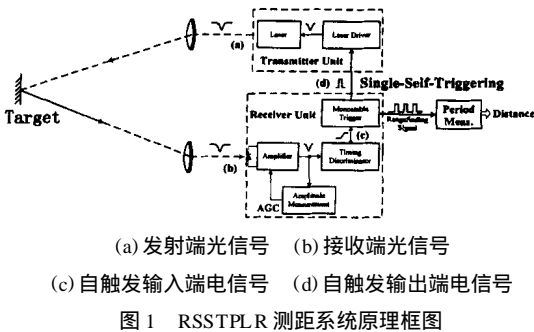 Laser
Laser Driver
(a)
Transmitter Unit
(d)
Single-Self-Triggering
Target
Receiver Unit
Monostable
Trigger
Rangefinding
Signal
Period
Meas.
Distance
(c)
Amplifier
Timing
Discriminator
(b)
AGC
Amplitude
Measurement
(a) 发射端光信号 (b) 接收端光信号
(c) 自触发输入端电信号 (d) 自触发输出端电信号
图 1 RSSTPLR 测距系统原理框图